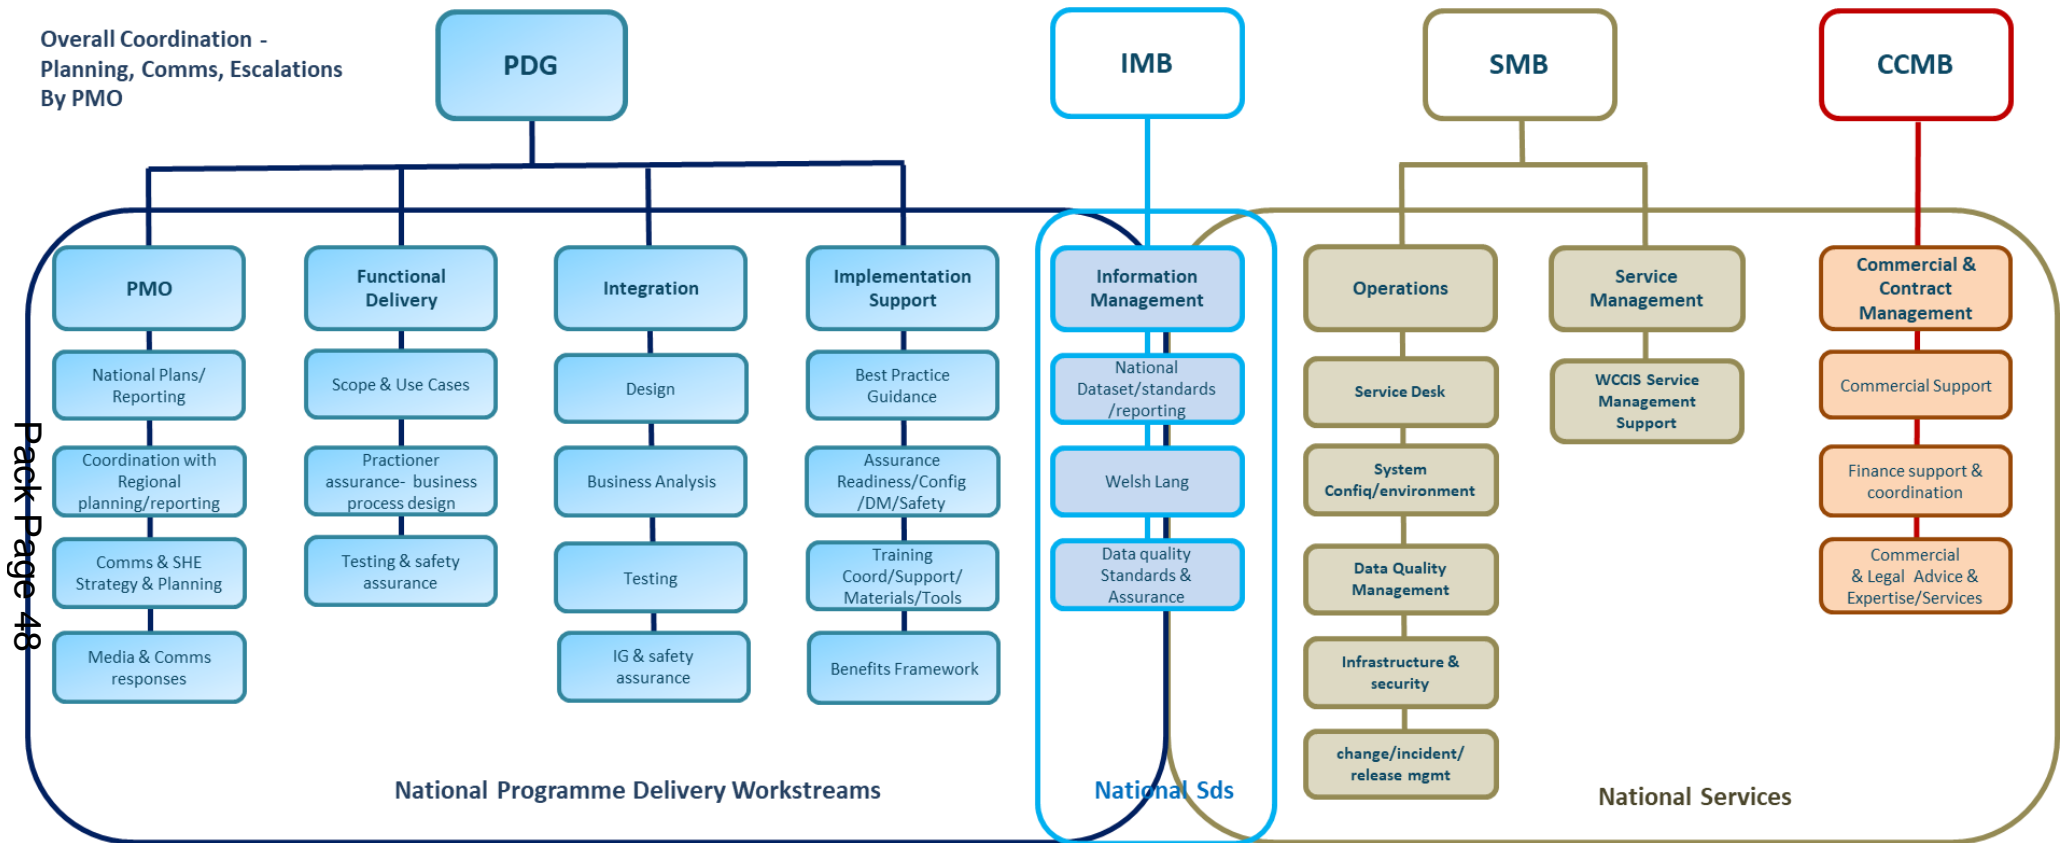 Overall Coordination -
Planning, Comms, Escalations
By PMO
PDG
IMB
SMB
CCMB
PMO
National Plans/
Reporting
Coordination with
Regional
planning/reporting
Comms & SHE
Strategy & Planning
Media & Comms
responses
Functional
Delivery
Scope & Use Cases
Practioner
assurance- business
process design
Testing & safety
assurance
Integration
Design
Business Analysis
Testing
IG & safety
assurance
Implementation
Support
Best Practice
Guidance
Assurance
Readiness/Config
/DM/Safety
Training
Coord/Support/
Materials/Tools
Benefits Framework
Information
Management
National
Dataset/standards
/reporting
Welsh Lang
Data quality
Standards &
Assurance
Operations
Service Desk
System
Confiq/environment
Data Quality
Management
Infrastructure &
security
change/incident/
release mgmt
Service
Management
WCCIS Service
Management
Support
Commercial &
Contract
Management
Commercial Support
Finance support &
coordination
Commercial
& Legal Advice &
Expertise/Services
National Programme Delivery Workstreams
National Sds
National Services
Pack Page 48